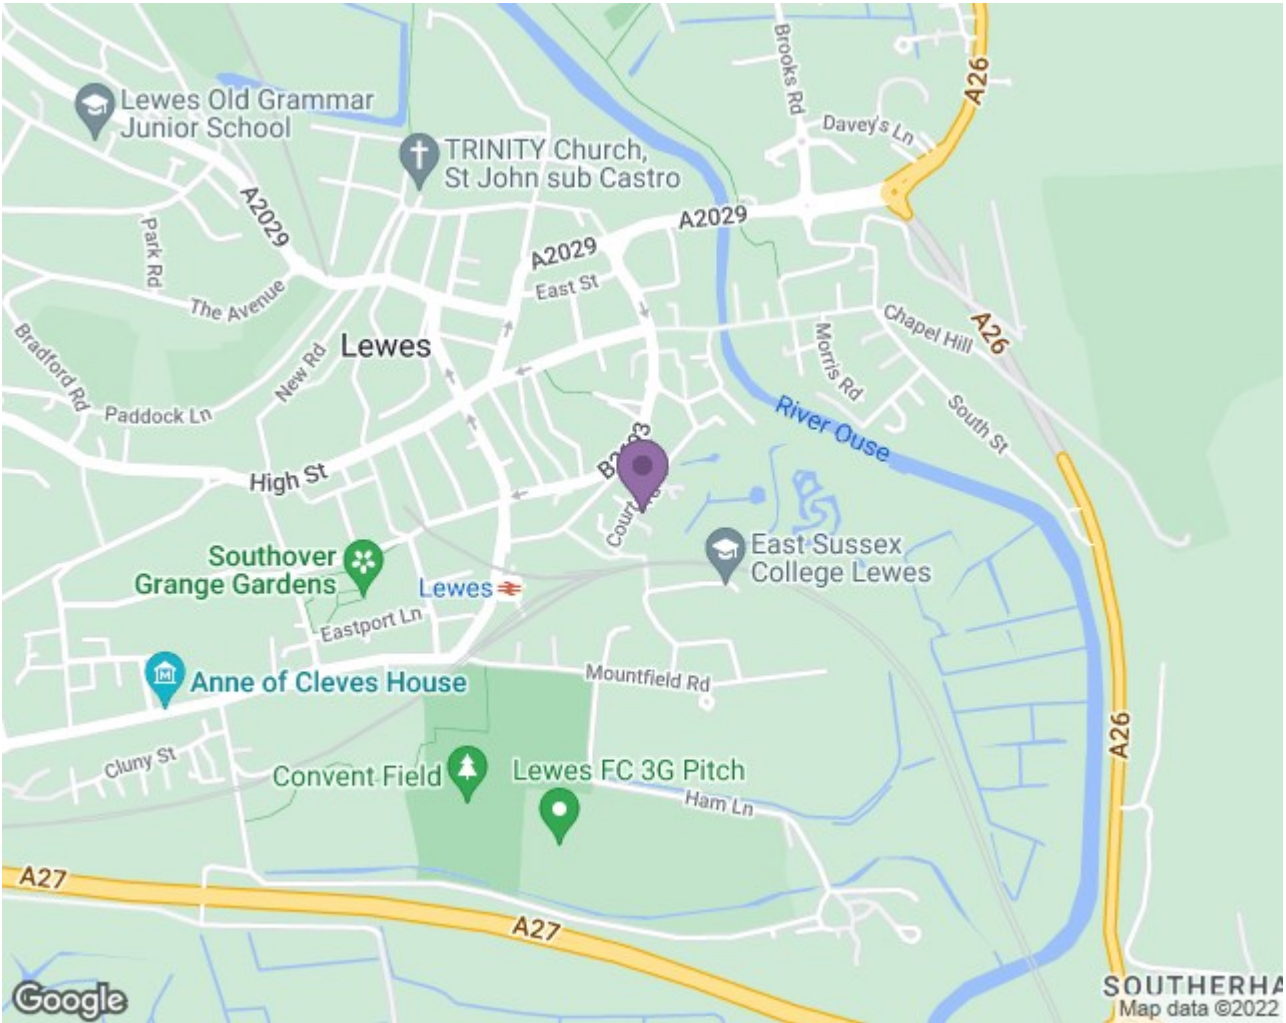 Brooks Rd
A26
Lewes Old Grammar
Junior School
Davey's Ln
TRINITY Church,
St John sub Castro
A2029
A2029
A2029
Park Rd
East St
The Avenue
Chapel Hill
A26
Bradford Rd
Lewes
New Rd
Morris Rd
Paddock Ln
River Ouse
South St
High St
Southover
Grange Gardens
East Sussex
College Lewes
Lewes
Eastport Ln
Anne of Cleves House
Mountfield Rd
A26
Cluny St
Convent Field
Lewes FC 3G Pitch
Ham Ln
A27
A27
SOUTHERHA
Google
Map data ©2022